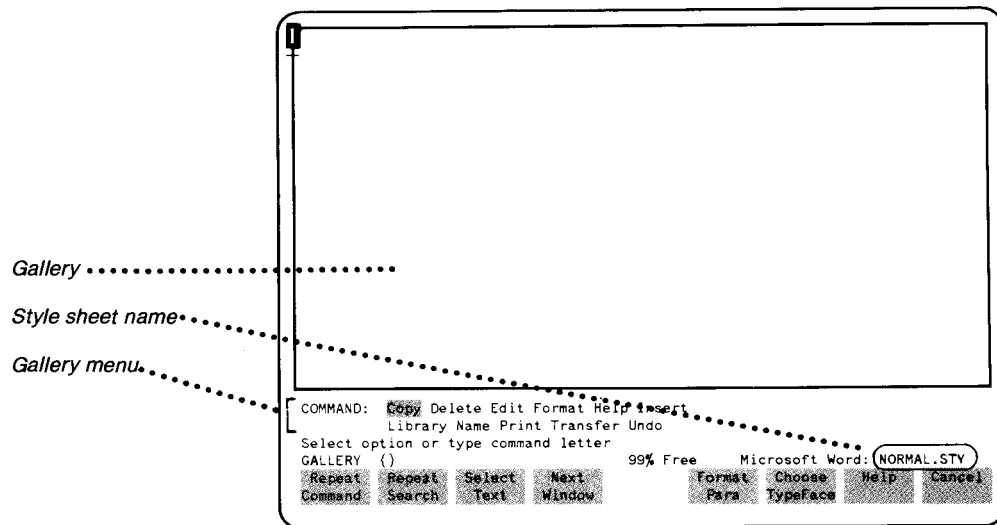 1
Gallery
Style sheet name
Gallery menu
COMMAND: Copy Delete Edit Format Help Insert
Library Name Print Transfer Undo
Select option or type command letter
GALLERY {} 99% Free Microsoft Word: NORMAL.STY
Repeat Repeat Select Next Format Choose Help Cancel
Command Search Text Window Para TypeFace